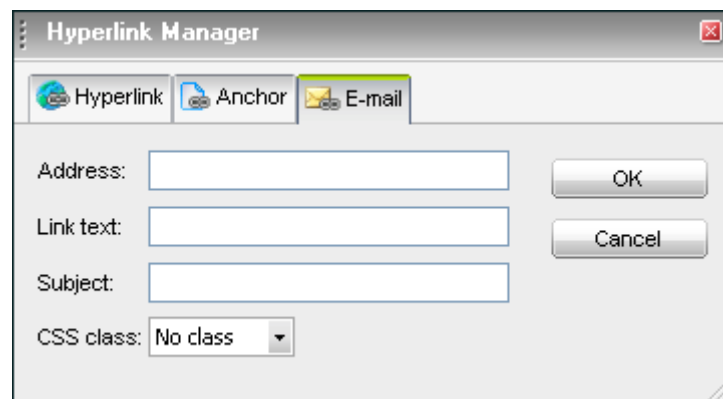 Hyperlink Manager
Hyperlink Anchor E-mail
Address:
OK
Link text:
Cancel
Subject:
CSS class: No class